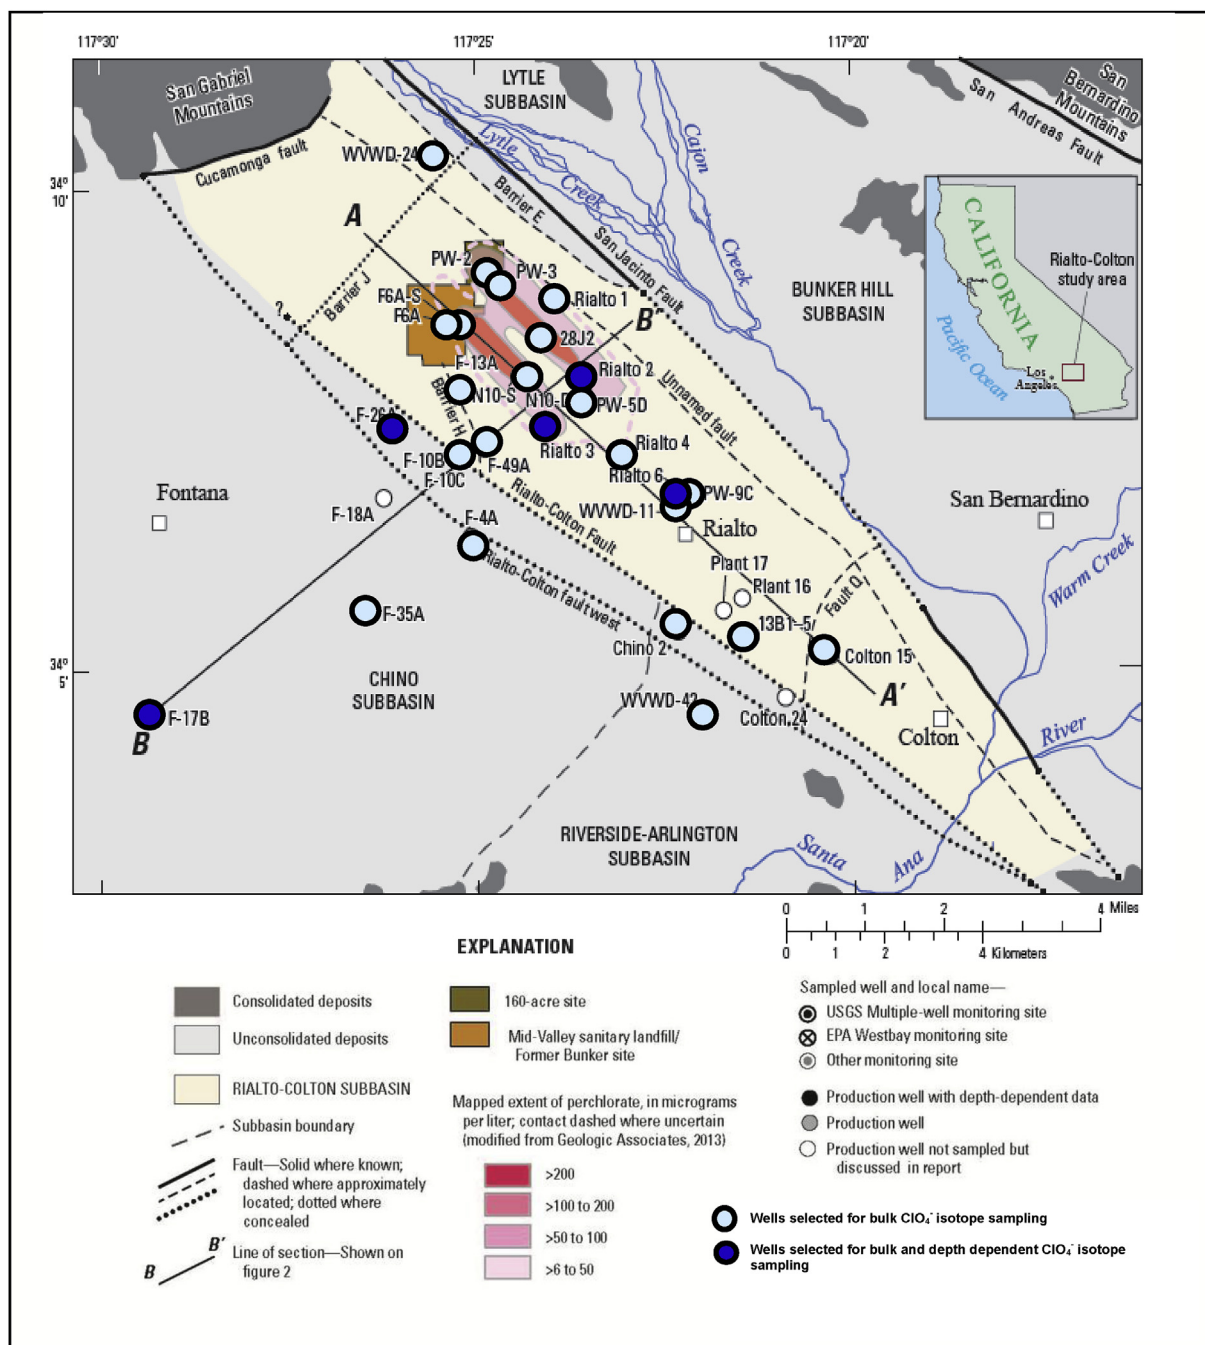 117°30'
117°25'
117°20'
San Gabriel
Mountains
LYTLE
SUBBASIN
San
Bernardino
Mountains
San Andreas Fault
Cajon
Creek
Lytle
Creek
Cucamonga fault
WVWD-24
34°
10'
Barrier E
San Jacinto Fault
A
Barrier J
PW-2
PW-3
F6A-S
F6A
Rialto 1
B'
BUNKER HILL
SUBBASIN
CALIFORNIA
Pacific Ocean
Los
Angeles
Rialto-Colton
study area
?
28J2
F-13A
Rialto 2
Unnamed fault
Barrier H
N10-S
N10-D
PW-5D
F-26A
Rialto 3
Rialto 4
F-10B
F-49A
F-10C
Rialto 6
PW-9C
Fontana
F-18A
WVWD-11
Rialto
San Bernardino
F-4A
Rialto-Colton Fault
Rialto-Colton fault west
Plant 17
Plant 16
Fault Q
Warm Creek
F-35A
13B1–5
Chino 2
Colton 15
34°
5'
CHINO
SUBBASIN
WVWD-42
A'
Colton 24
F-17B
B
Colton
River
RIVERSIDE-ARLINGTON
SUBBASIN
Santa
Ana
0 1 2 4 Miles
0 1 2 4 Kilometers
EXPLANATION
Consolidated deposits
Unconsolidated deposits
RIALTO-COLTON SUBBASIN
Subbasin boundary
Fault—Solid where known;
dashed where approximately
located; dotted where
concealed
B'
B
Line of section—Shown on
figure 2
160-acre site
Mid-Valley sanitary landfill/
Former Bunker site
Mapped extent of perchlorate, in micrograms
per liter; contact dashed where uncertain
(modified from Geologic Associates, 2013)
>200
>100 to 200
>50 to 100
>6 to 50
Sampled well and local name—
USGS Multiple-well monitoring site
EPA Westbay monitoring site
Other monitoring site
Production well with depth-dependent data
Production well
Production well not sampled but
discussed in report
Wells selected for bulk ClO₄⁻ isotope sampling
Wells selected for bulk and depth dependent ClO₄⁻ isotope
sampling